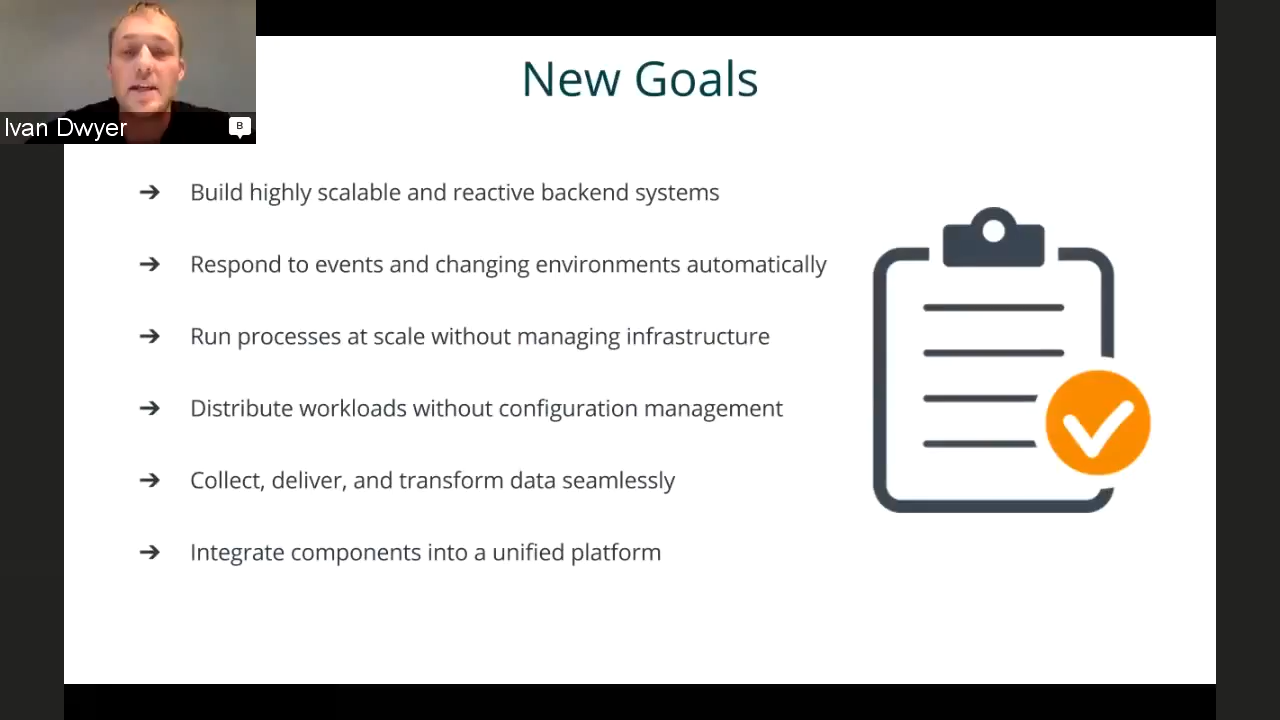 New Goals
Ivan Dwyer
B
➔ Build highly scalable and reactive backend systems
➔ Respond to events and changing environments automatically
➔ Run processes at scale without managing infrastructure
➔ Distribute workloads without configuration management
➔ Collect, deliver, and transform data seamlessly
➔ Integrate components into a unified platform